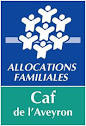 ALLOCATIONS
FAMILIALES
Caf
de l'Aveyron